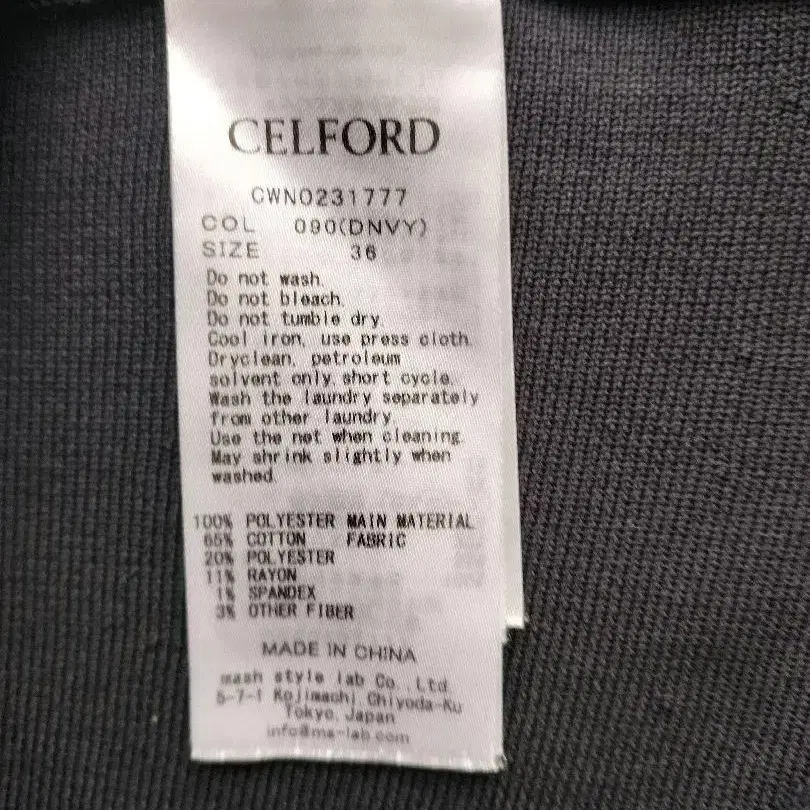 CELFORD
CWNO231777
COL 090(DNVY)
SIZE 36
Do not wash.
Do not bleach.
Do not tumble dry.
Cool iron, use press cloth.
Dryclean, petroleum
solvent only, short cycle.
Wash the laundry separately
from other laundry.
Use the net when cleaning.
May shrink slightly when
washed.
100% POLYESTER MAIN MATERIAL
65% COTTON FABRIC
20% POLYESTER
11% RAYON
1% SPANDEX
3% OTHER FIBER
MADE IN CHINA
mash style lab Co., Ltd.
5-7-1 Kojimachi, Chiyoda-Ku
Tokyo, Japan
info@ms-lab.com